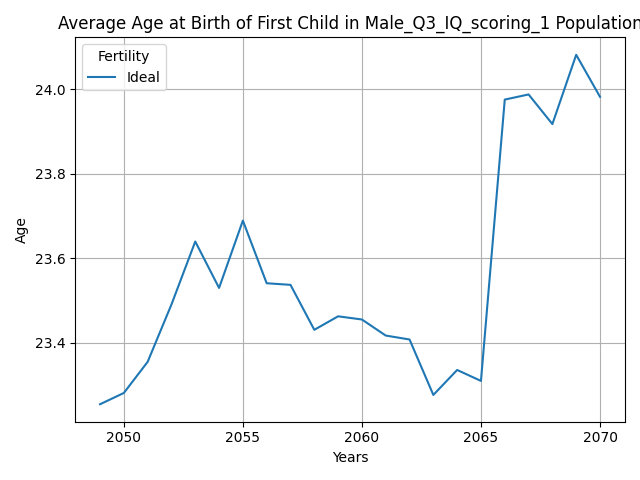 Average Age at Birth of First Child in Male_Q3_IQ_scoring_1 Population
Fertility
Ideal
24.0
23.8
23.6
23.4
Age
2050
2055
2060
2065
2070
Years